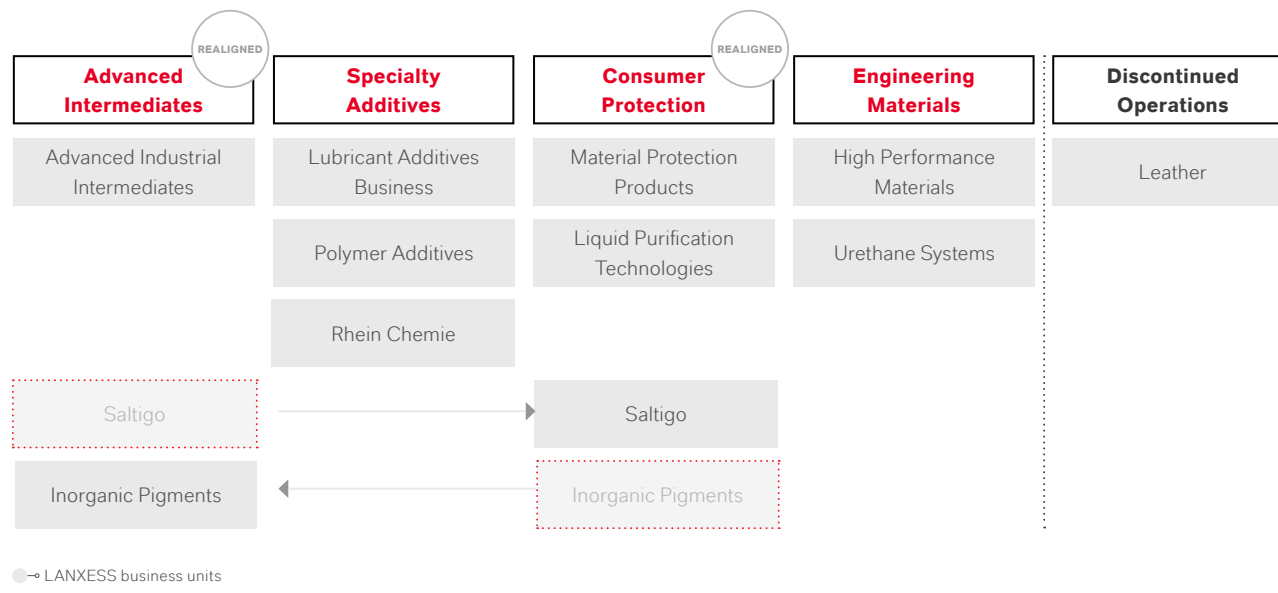 REALIGNED
REALIGNED
Advanced
Intermediates
Specialty
Additives
Consumer
Protection
Engineering
Materials
Discontinued
Operations
Advanced Industrial
Intermediates
Lubricant Additives
Business
Material Protection
Products
High Performance
Materials
Leather
Polymer Additives
Liquid Purification
Technologies
Urethane Systems
Rhein Chemie
Saltigo
Saltigo
Inorganic Pigments
Inorganic Pigments
LANXESS business units